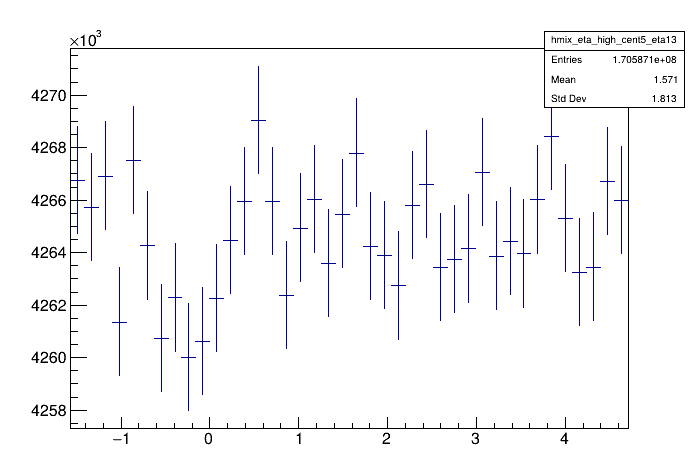 ×10³
hmix_eta_high_cent5_eta13
Entries 1.705871e+08
Mean 1.571
Std Dev 1.813
4270
4268
4266
4264
4262
4260
4258
−1 0 1 2 3 4